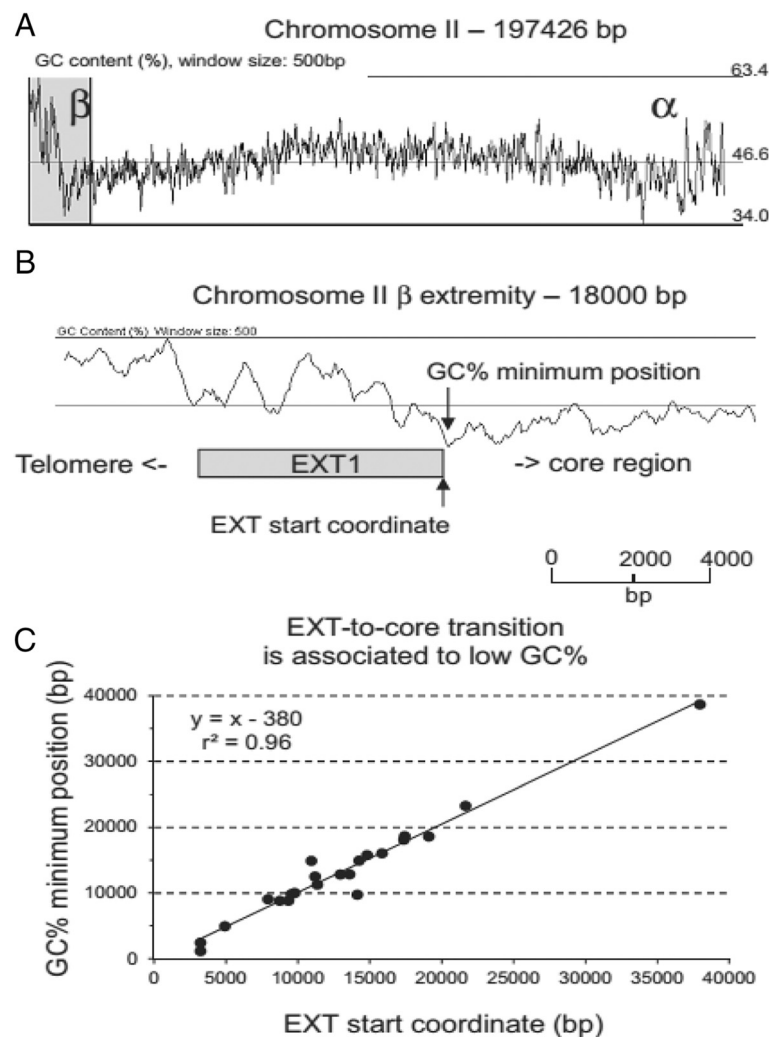 A
Chromosome II – 197426 bp
GC content (%), window size: 500bp
63.4
β
α
46.6
34.0
B
Chromosome II β extremity – 18000 bp
GC Content (%) Window size: 500
GC% minimum position
Telomere <-
EXT1
-> core region
EXT start coordinate
0 2000 4000
bp
C
EXT-to-core transition
is associated to low GC%
GC% minimum position (bp)
40000
y = x - 380
r² = 0.96
30000
20000
10000
0
0 5000 10000 15000 20000 25000 30000 35000 40000
EXT start coordinate (bp)